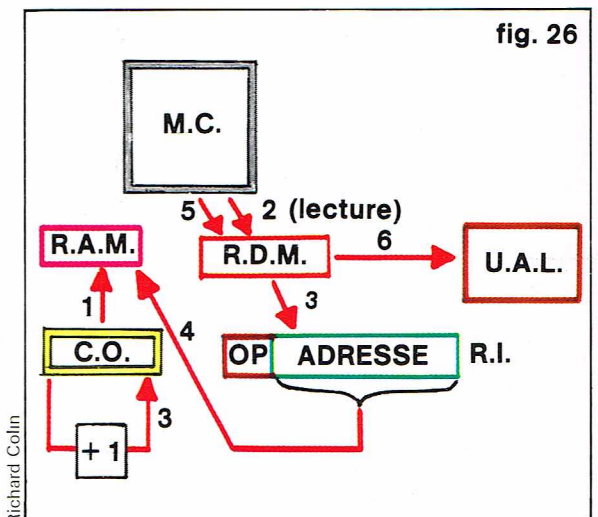 fig. 26
M.C.
5 2 (lecture)
R.A.M. R.D.M. 6 U.A.L.
1 3
4
C.O. OP ADRESSE R.I.
+ 1 3
Richard Colin